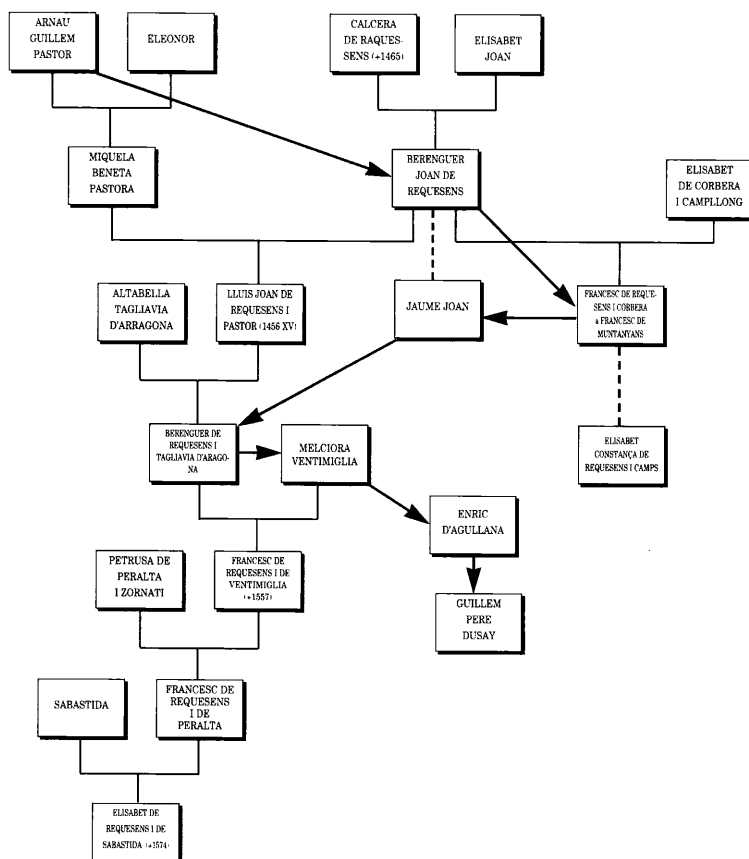 ARNAU
GUILLEM
PASTOR
ELEONOR
CALCERA
DE RAQUES-
SENS (+1465)
ELISABET
JOAN
MIQUELA
BENETA
PASTORA
BERENGUER
JOAN DE
REQUESENS
ELISABET
DE CORBERA
I CAMPLLONG
ALTABELLA
TAGLIAVIA
D'ARRAGONA
LLUIS JOAN DE
REQUESENS I
PASTOR (1456 XV)
JAUME JOAN
FRANCESC DE REQUE-
SENS I CORBERA
à FRANCESC DE
MUNTANYANS
BERENGUER DE
REQUESENS I
TAGLIAVIA D'ARAGO-
NA
MELCIORA
VENTIMIGLIA
ELISABET
CONSTANÇA DE
REQUESENS I CAMPS
ENRIC
D'AGULLANA
PETRUSA DE
PERALTA
I ZORNATI
FRANCESC DE
REQUESENS I DE
VENTIMIGLIA
(+1557)
GUILLEM
PERE
DUSAY
SABASTIDA
FRANCESC DE
REQUESENS
I DE
PERALTA
ELISABET DE
REQUESENS I DE
SABASTIDA (+1574)